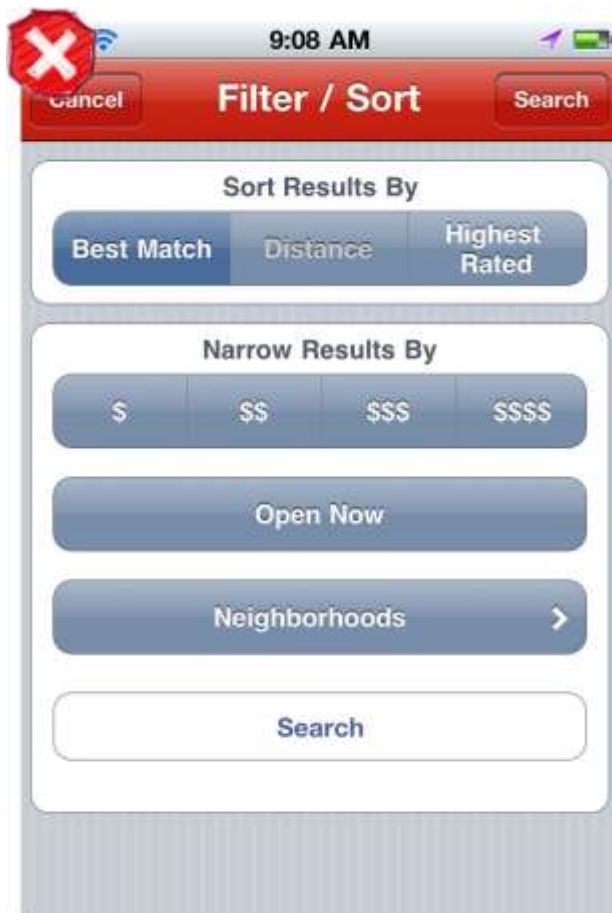 9:08 AM
Cancel
Filter / Sort
Search
Sort Results By
Best Match
Distance
Highest
Rated
Narrow Results By
$
$$
$$$
$$$$
Open Now
Neighborhoods
Search